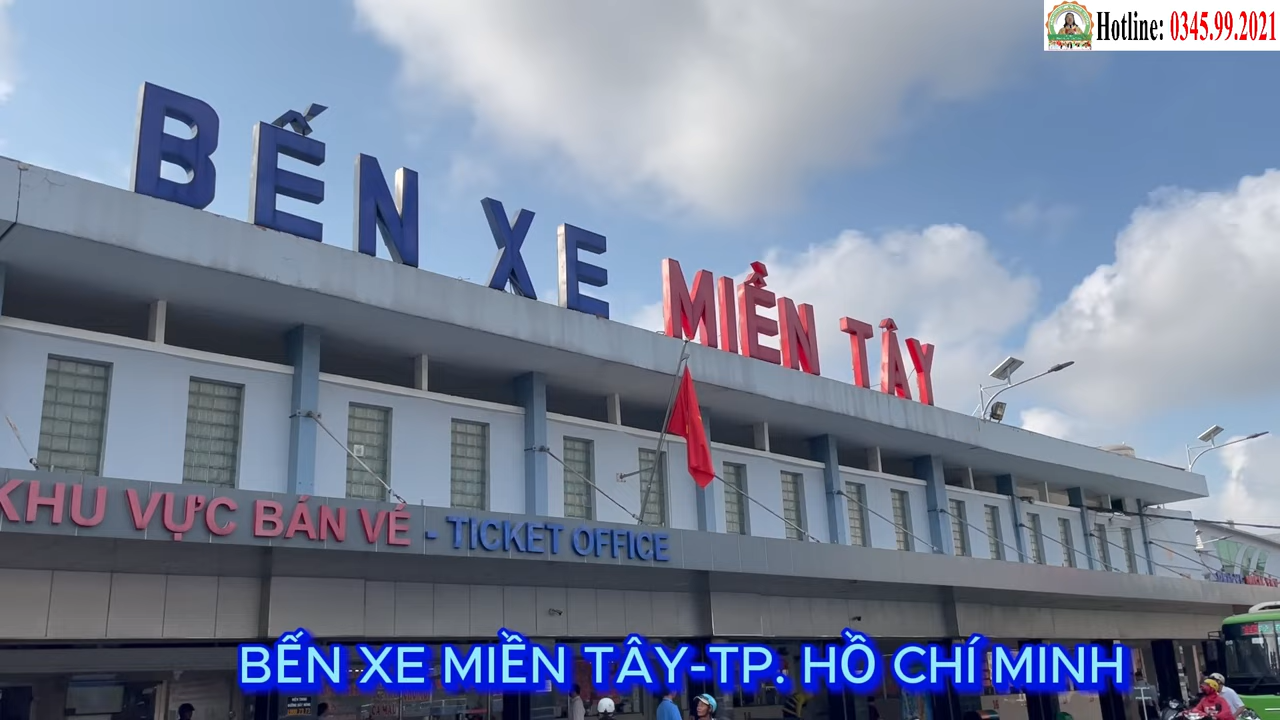 Hotline: 0345.99.2021
BẾN XE MIỀN TÂY
KHU VỰC BÁN VÉ - TICKET OFFICE
BẾN XE MIỀN TÂY-TP. HỒ CHÍ MINH